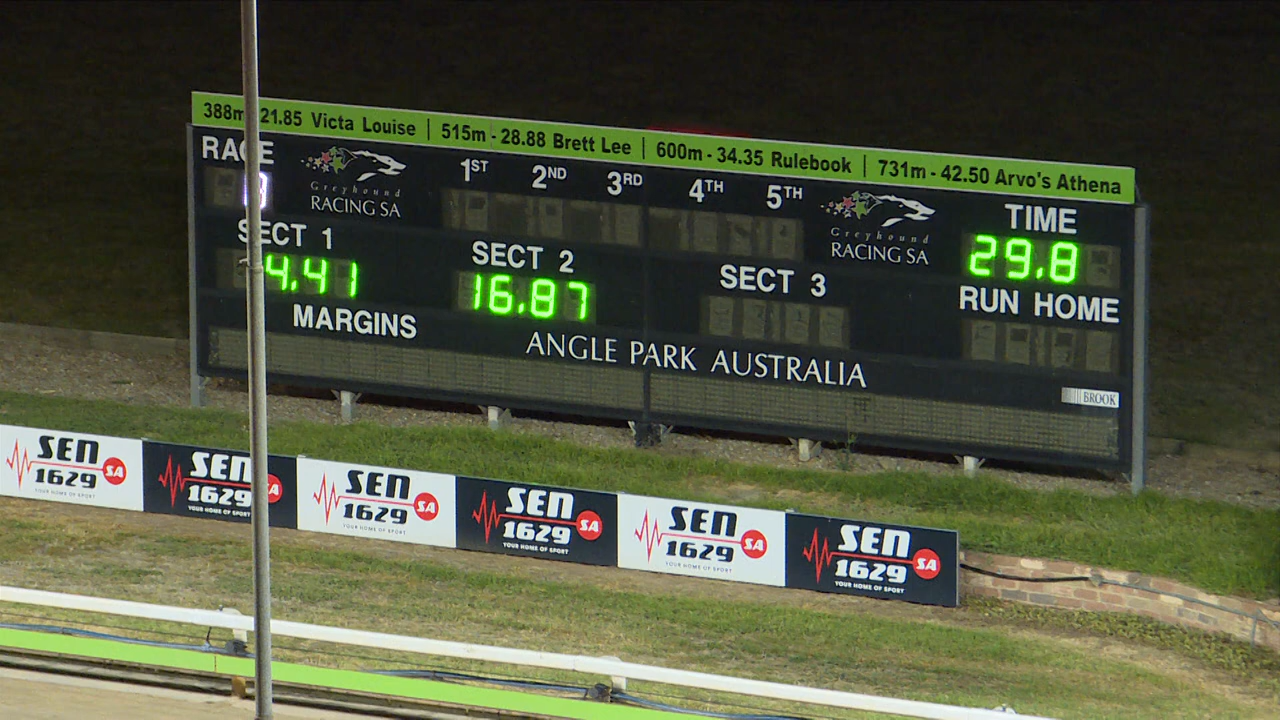 388m 21.85 Victa Louise | 515m - 28.88 Brett Lee | 600m - 34.35 Rulebook | 731m - 42.50 Arvo's Athena
RACE
1ST 2ND 3RD 4TH 5TH
Greyhound
RACING SA
Greyhound
RACING SA
TIME
29.8
SECT 1
4.41
SECT 2
16.87
SECT 3
RUN HOME
MARGINS
ANGLE PARK AUSTRALIA
BROOK
SEN
1629 SA
YOUR HOME OF SPORT
SEN
1629 SA
YOUR HOME OF SPORT
SEN
1629 SA
YOUR HOME OF SPORT
SEN
1629 SA
YOUR HOME OF SPORT
SEN
1629 SA
YOUR HOME OF SPORT
SEN
1629 SA
YOUR HOME OF SPORT